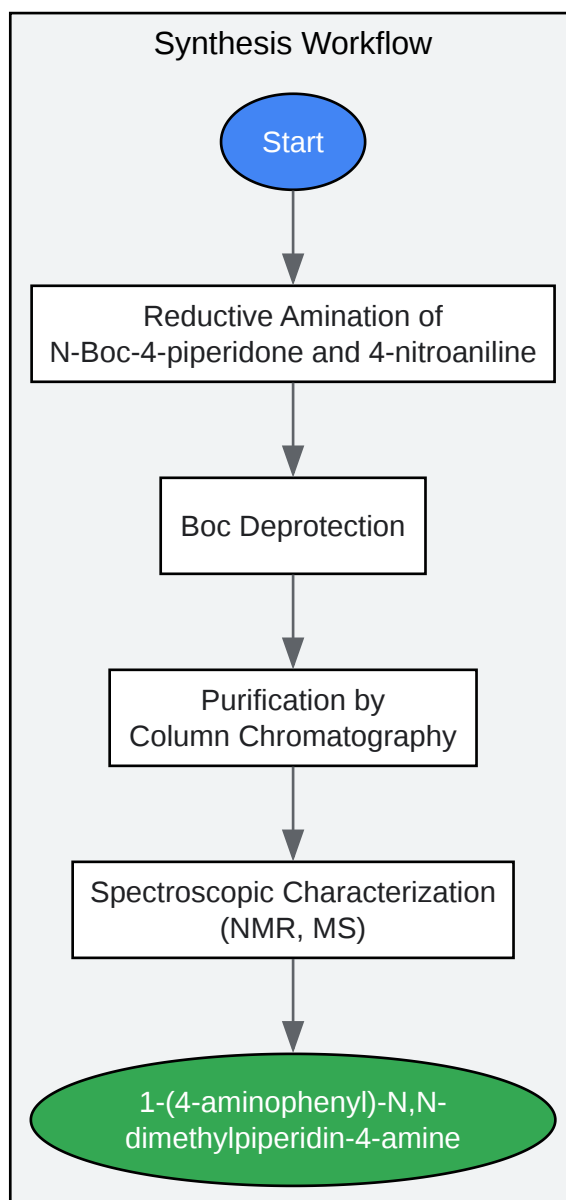 Synthesis Workflow
Start
Reductive Amination of
N-Boc-4-piperidone and 4-nitroaniline
Boc Deprotection
Purification by
Column Chromatography
Spectroscopic Characterization
(NMR, MS)
1-(4-aminophenyl)-N,N-
dimethylpiperidin-4-amine